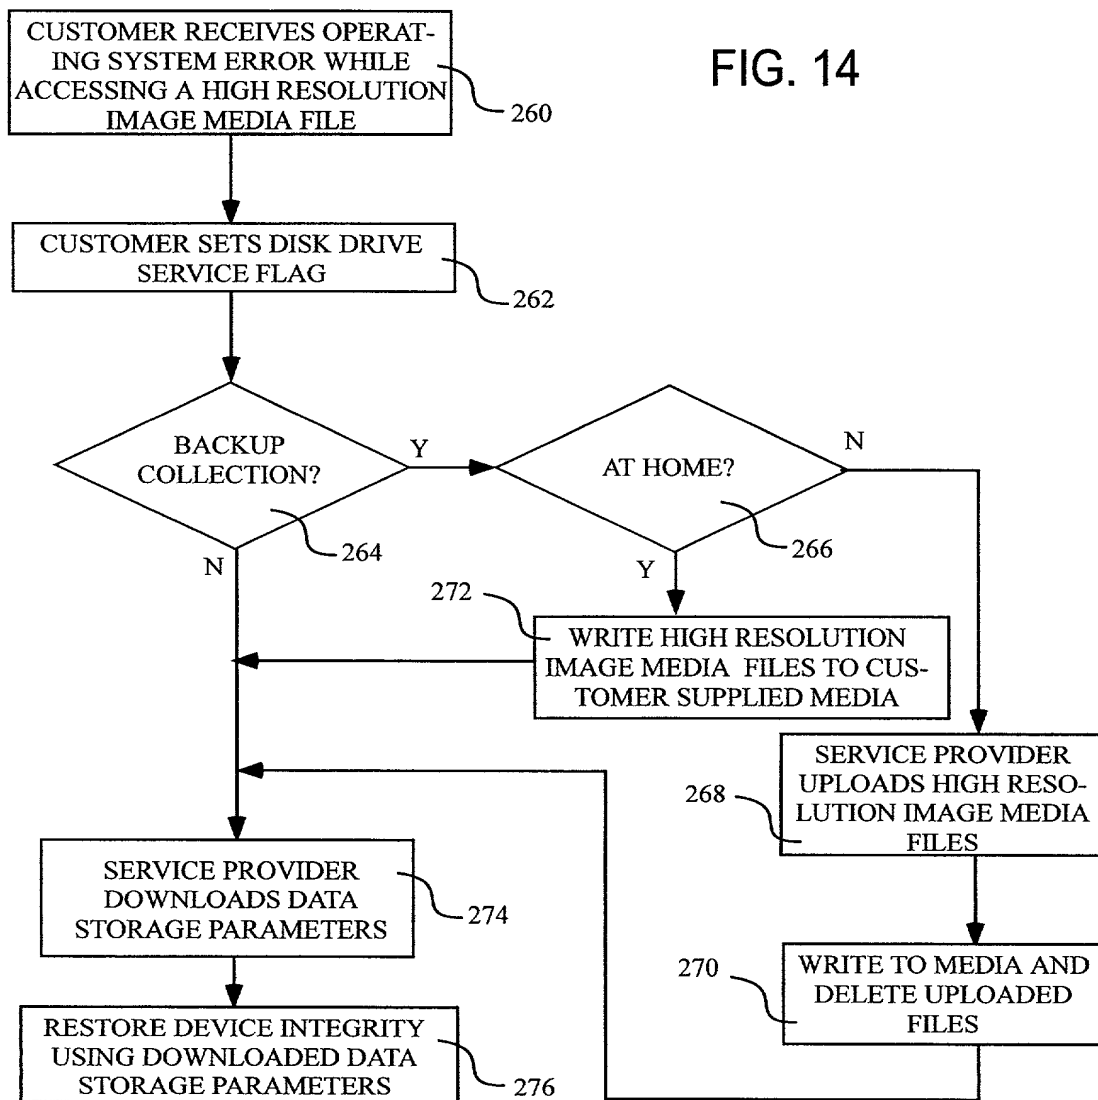 CUSTOMER RECEIVES OPERAT-
ING SYSTEM ERROR WHILE
ACCESSING A HIGH RESOLUTION
IMAGE MEDIA FILE
260
FIG. 14
CUSTOMER SETS DISK DRIVE
SERVICE FLAG
262
BACKUP
COLLECTION?
264
Y
N
AT HOME?
266
N
Y
272
WRITE HIGH RESOLUTION
IMAGE MEDIA FILES TO CUS-
TOMER SUPPLIED MEDIA
SERVICE PROVIDER
UPLOADS HIGH RESO-
LUTION IMAGE MEDIA
FILES
268
270
WRITE TO MEDIA AND
DELETE UPLOADED
FILES
SERVICE PROVIDER
DOWNLOADS DATA
STORAGE PARAMETERS
274
RESTORE DEVICE INTEGRITY
USING DOWNLOADED DATA
STORAGE PARAMETERS
276